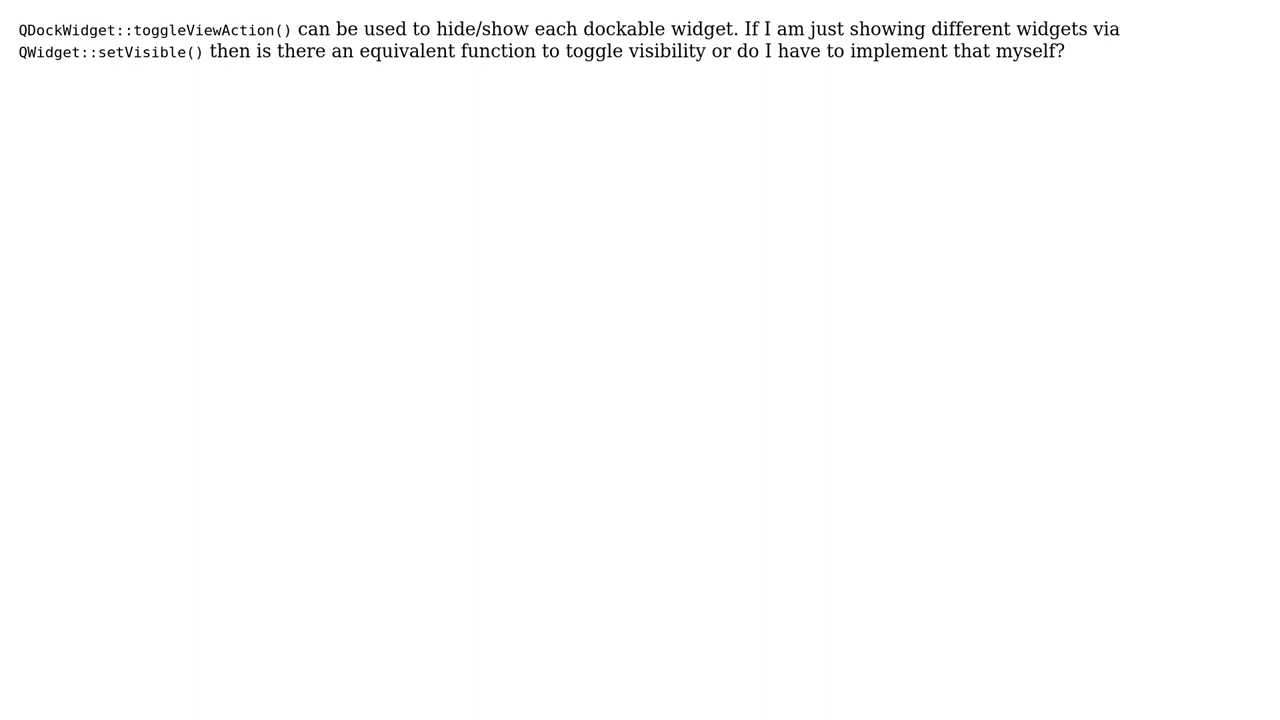 QDockWidget::toggleViewAction() can be used to hide/show each dockable widget. If I am just showing different widgets via
QWidget::setVisible() then is there an equivalent function to toggle visibility or do I have to implement that myself?